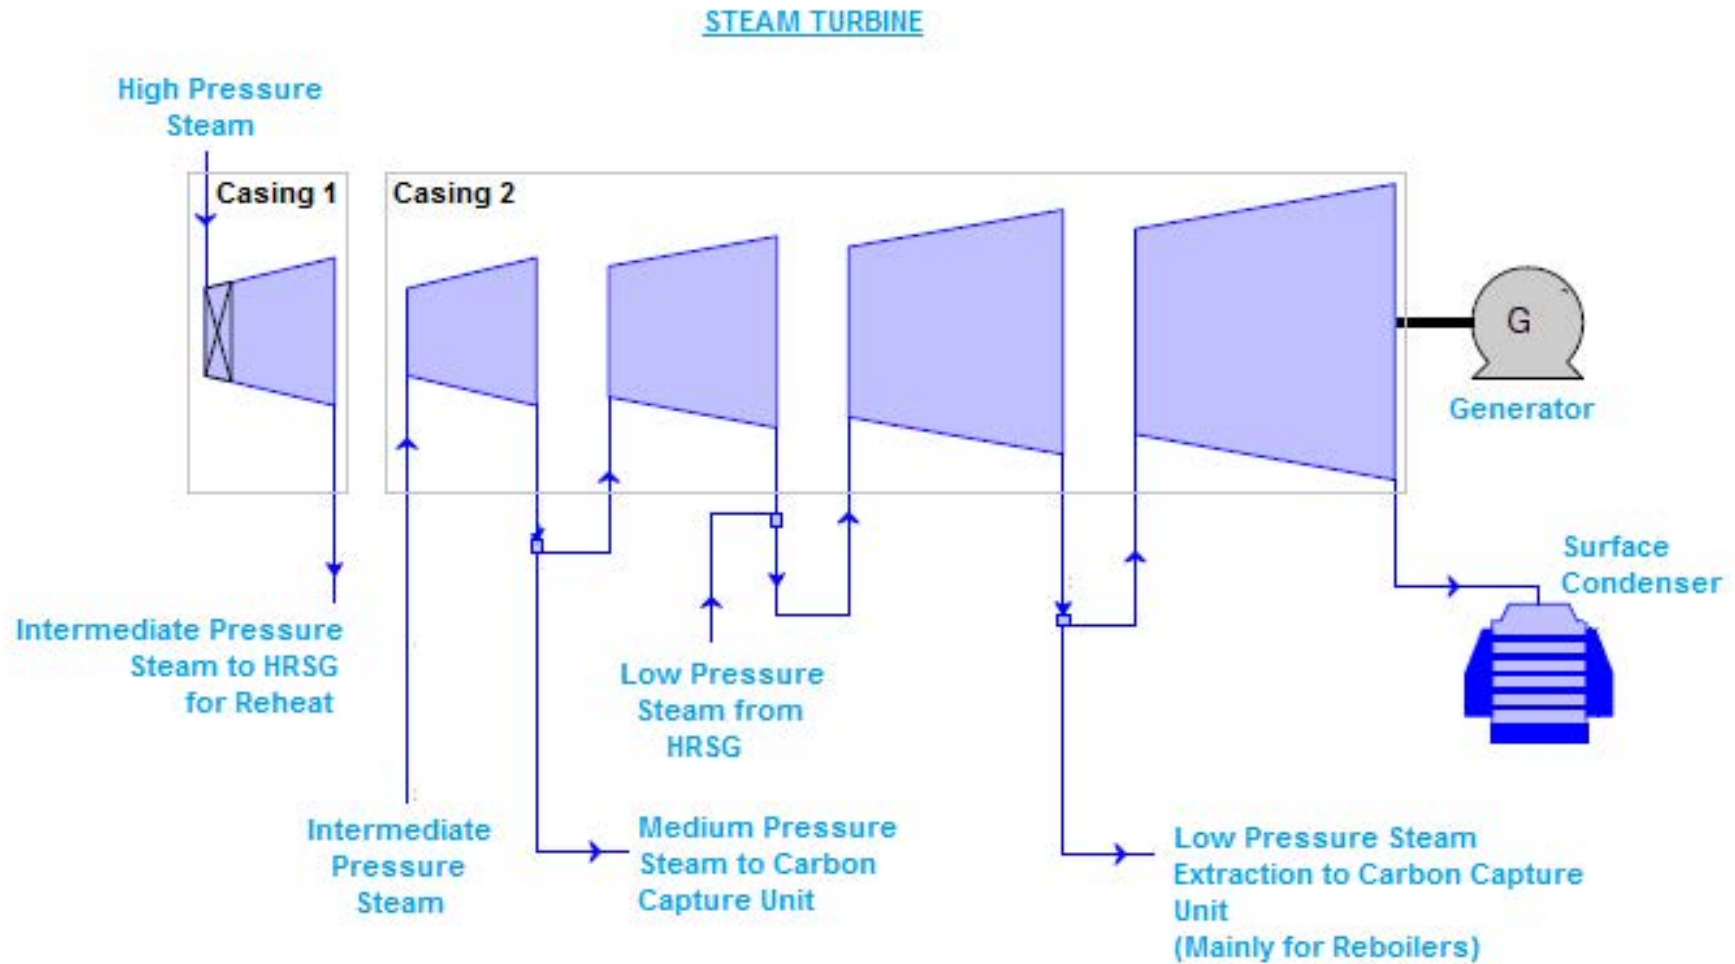 STEAM TURBINE
High Pressure
Steam
Casing 1
Casing 2
G
Generator
Surface
Condenser
Intermediate Pressure
Steam to HRSG
for Reheat
Low Pressure
Steam from
HRSG
Intermediate
Pressure
Steam
Medium Pressure
Steam to Carbon
Capture Unit
Low Pressure Steam
Extraction to Carbon Capture
Unit
(Mainly for Reboilers)